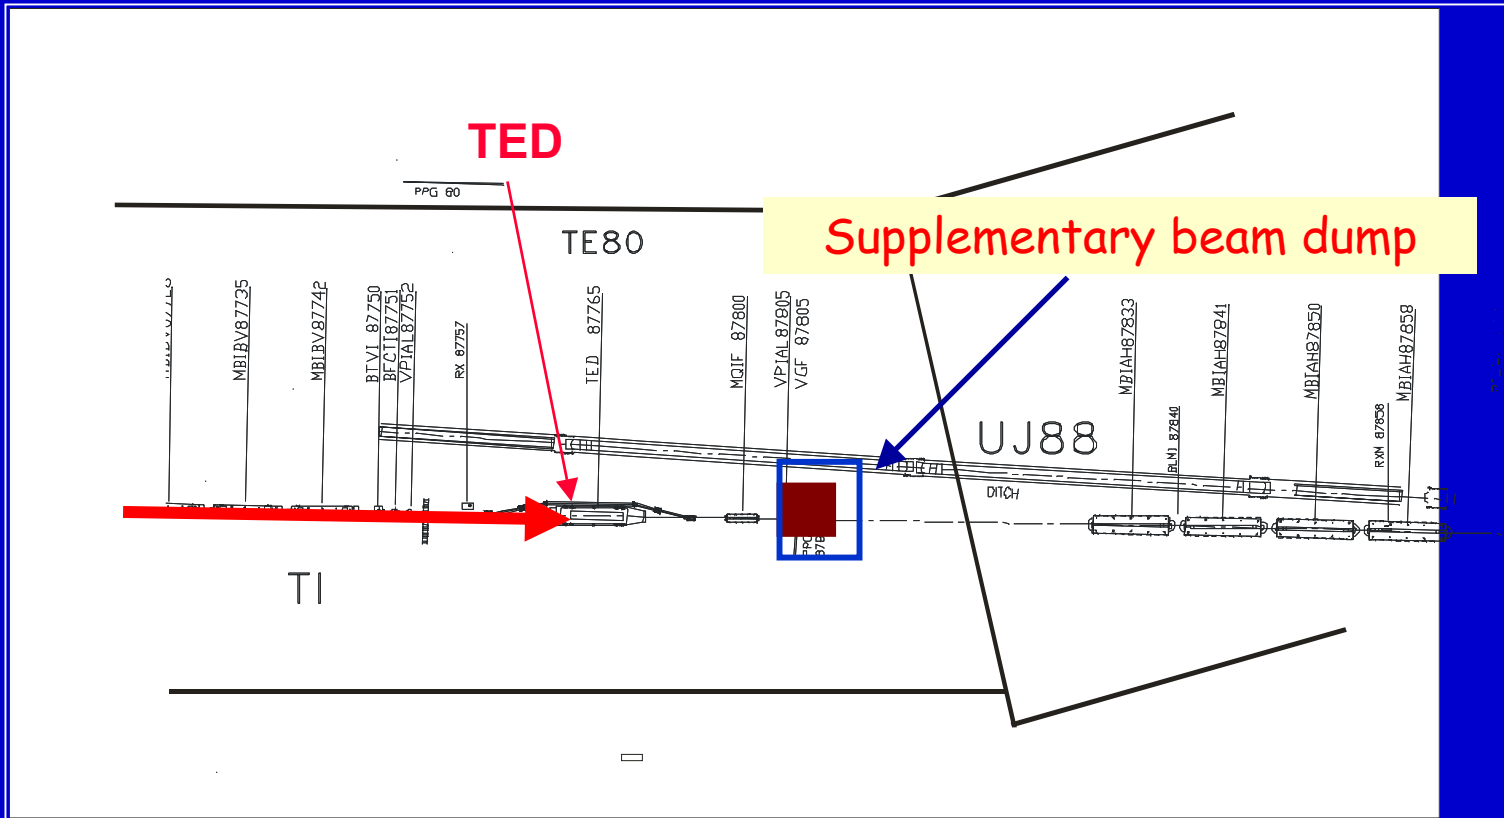 TED
PPG 60
TE80
Supplementary beam dump
MBIBV87735
MBIBV87742
BTVI 87750
BFCTI87751
VPIAL87752
RX 87757
TED 87765
MQIF 87800
VPIAL87805
VGF 87805
MBIAH87833
BLMI 87840
MBIAH87841
MBIAH87850
RXM 87858
MBIAH87858
UJ88
DITCH
TI